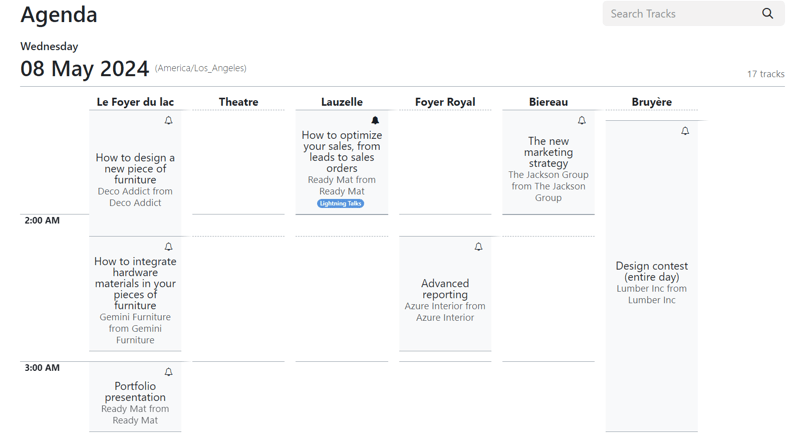 Agenda
Search Tracks
Wednesday
08 May 2024 (America/Los_Angeles)
17 tracks
Le Foyer du lac
Theatre
Lauzelle
Foyer Royal
Biereau
Bruyère
How to design a
new piece of
furniture
Deco Addict from
Deco Addict
How to optimize
your sales, from
leads to sales
orders
Ready Mat from
Ready Mat
Lightning Talks
The new
marketing
strategy
The Jackson Group
from The Jackson
Group
2:00 AM
How to integrate
hardware
materials in your
pieces of
furniture
Gemini Furniture
from Gemini
Furniture
Advanced
reporting
Azure Interior from
Azure Interior
Design contest
(entire day)
Lumber Inc from
Lumber Inc
3:00 AM
Portfolio
presentation
Ready Mat from
Ready Mat